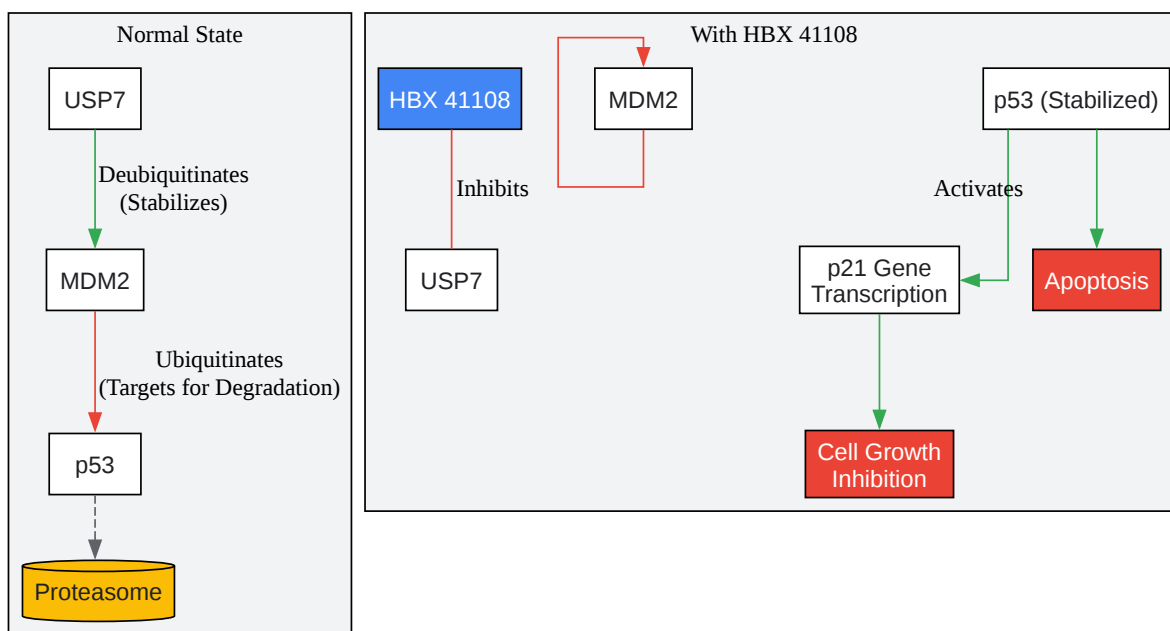 Normal State
USP7
Deubiquitinates
(Stabilizes)
MDM2
Ubiquitinates
(Targets for Degradation)
p53
Proteasome
With HBX 41108
HBX 41108
MDM2
p53 (Stabilized)
Inhibits
Activates
USP7
p21 Gene
Transcription
Apoptosis
Cell Growth
Inhibition